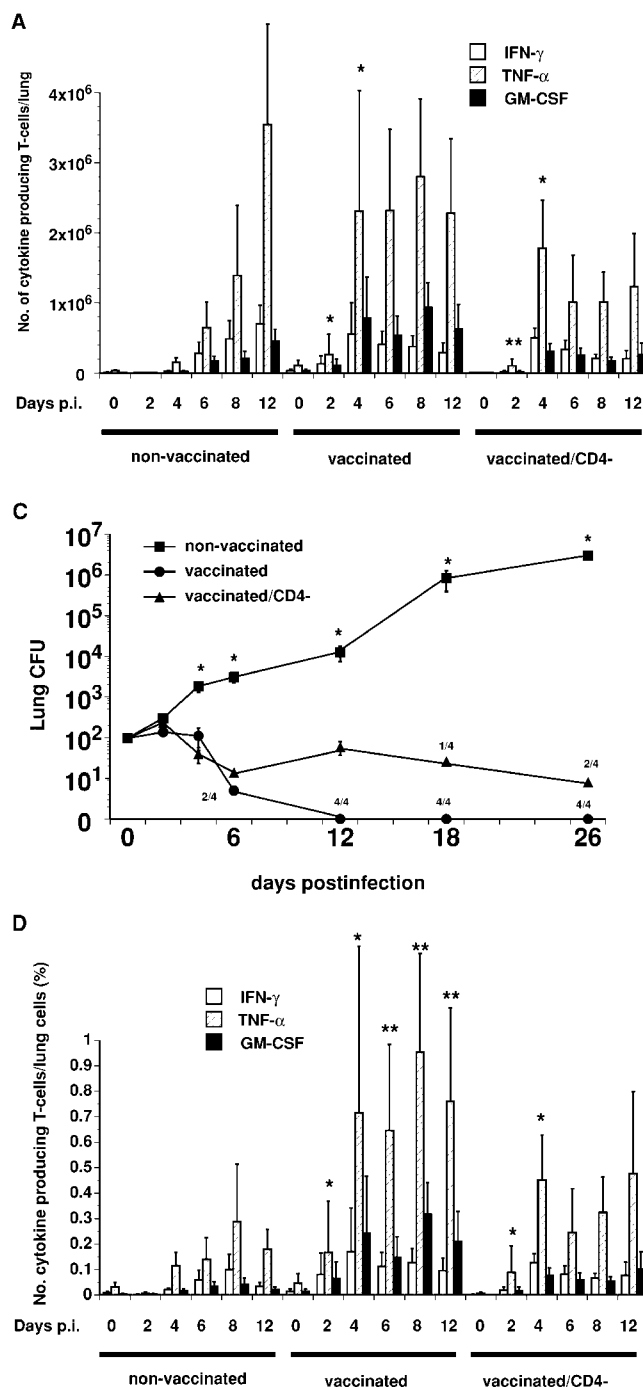 A
IFN-γ
TNF-α
GM-CSF
No. of cytokine producing T-cells/lung
4x10⁶
3x10⁶
2x10⁶
1x10⁶
0
*
*
**
*
Days p.i. 0 2 4 6 8 12 0 2 4 6 8 12 0 2 4 6 8 12
non-vaccinated vaccinated vaccinated/CD4-
C
non-vaccinated
vaccinated
vaccinated/CD4-
Lung CFU
10⁷
10⁶
10⁵
10⁴
10³
10²
10¹
0
* * * * *
1/4 2/4
2/4 4/4 4/4 4/4
0 6 12 18 26
days postinfection
D
IFN-γ
TNF-α
GM-CSF
No. cytokine producing T-cells/lung cells (%)
1
0.9
0.8
0.7
0.6
0.5
0.4
0.3
0.2
0.1
0
* * ** ** ** * *
Days p.i. 0 2 4 6 8 12 0 2 4 6 8 12 0 2 4 6 8 12
non-vaccinated vaccinated vaccinated/CD4-